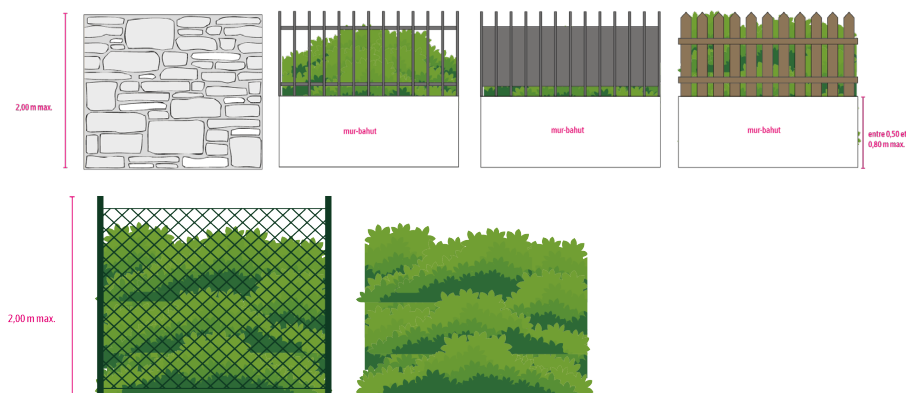 2,00 m max.
mur-bahut
mur-bahut
mur-bahut
entre 0,50 et
0,80 m max.
2,00 m max.